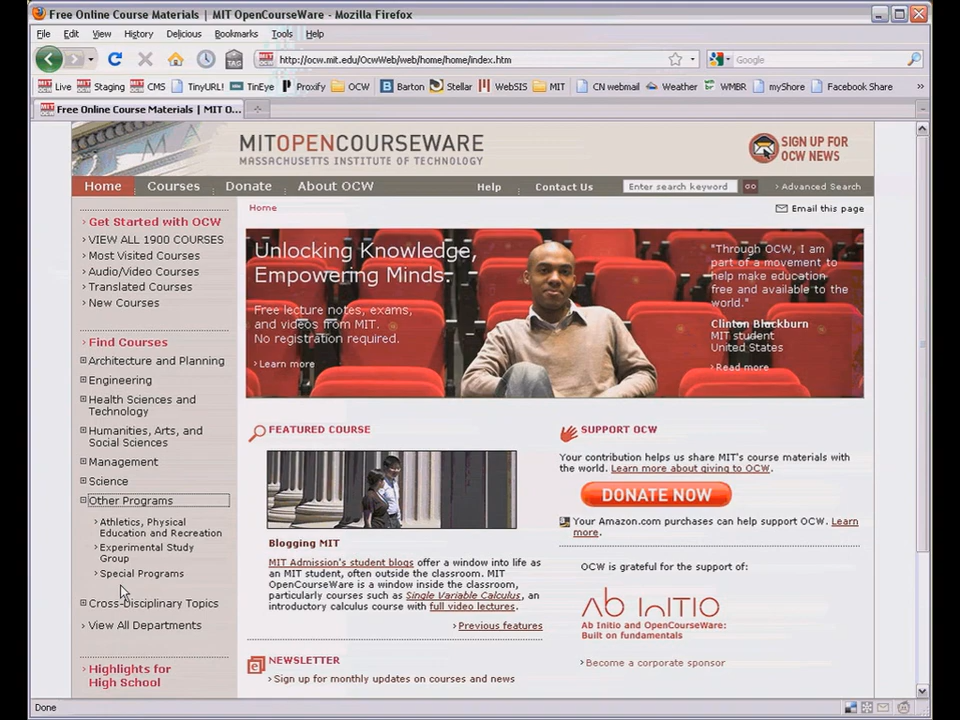 Free Online Course Materials | MIT OpenCourseWare - Mozilla Firefox
File Edit View History Delicious Bookmarks Tools Help
TAG http://ocw.mit.edu/OcwWeb/web/home/home/index.htm Google
Live Staging CMS TinyURL! TinEye Proxify OCW Barton Stellar WebSIS MIT CN webmail Weather WMBR myShore Facebook Share »
Free Online Course Materials | MIT O...
MITOPENCOURSEWARE
MASSACHUSETTS INSTITUTE OF TECHNOLOGY
SIGN UP FOR
OCW NEWS
Home Courses Donate About OCW Help Contact Us Enter search keyword GO Advanced Search
Home
Email this page
Get Started with OCW
VIEW ALL 1900 COURSES
Most Visited Courses
Audio/Video Courses
Translated Courses
New Courses
Find Courses
Architecture and Planning
Engineering
Health Sciences and
Technology
Humanities, Arts, and
Social Sciences
Management
Science
Other Programs
Athletics, Physical
Education and Recreation
Experimental Study
Group
Special Programs
Cross-Disciplinary Topics
View All Departments
Highlights for
High School
Unlocking Knowledge,
Empowering Minds.
Free lecture notes, exams,
and videos from MIT.
No registration required.
Learn more
"Through OCW, I am
part of a movement to
help make education
free and available to the
world."
Clinton Blackburn
MIT student
United States
Read more
FEATURED COURSE
Blogging MIT
MIT Admission's student blogs offer a window into life as
an MIT student, often outside the classroom. MIT
OpenCourseWare is a window inside the classroom,
particularly courses such as Single Variable Calculus, an
introductory calculus course with full video lectures.
Previous features
NEWSLETTER
Sign up for monthly updates on courses and news
SUPPORT OCW
Your contribution helps us share MIT's course materials with
the world. Learn more about giving to OCW.
DONATE NOW
Your Amazon.com purchases can help support OCW. Learn
more.
OCW is grateful for the support of:
Ab Initio
Ab Initio and OpenCourseWare:
Built on fundamentals
Become a corporate sponsor
Done